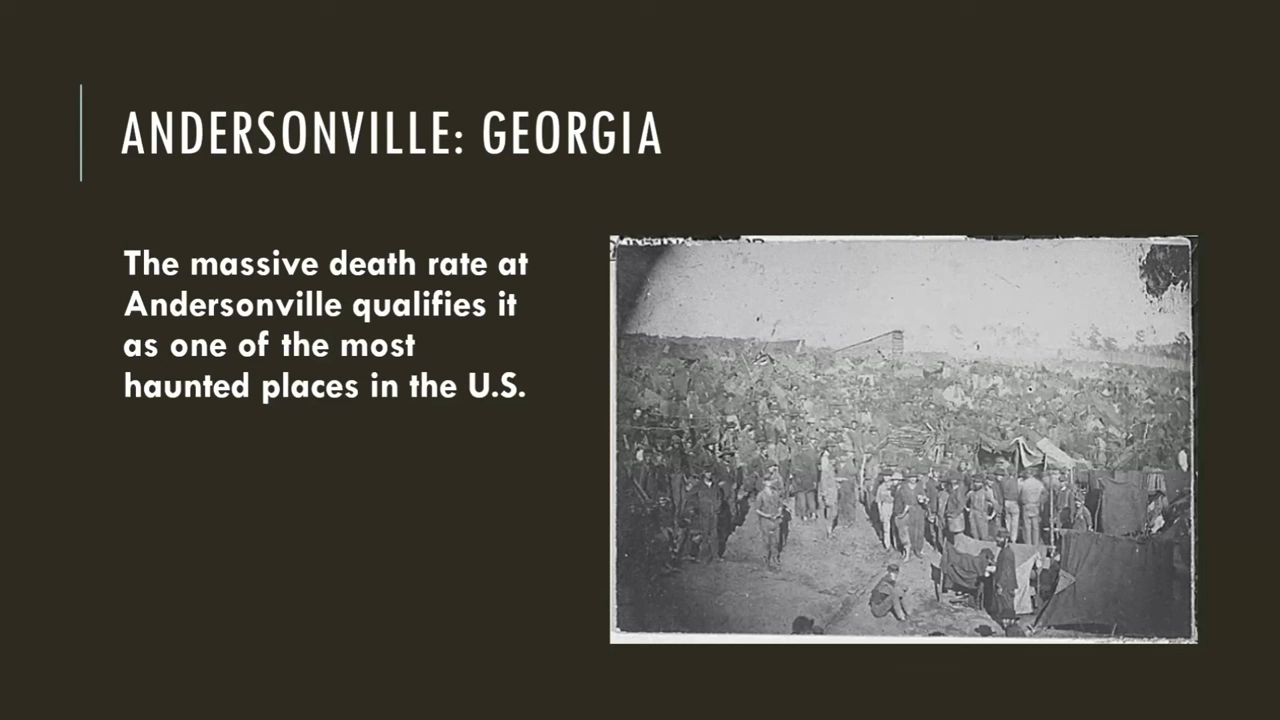 ANDERSONVILLE: GEORGIA
The massive death rate at
Andersonville qualifies it
as one of the most
haunted places in the U.S.